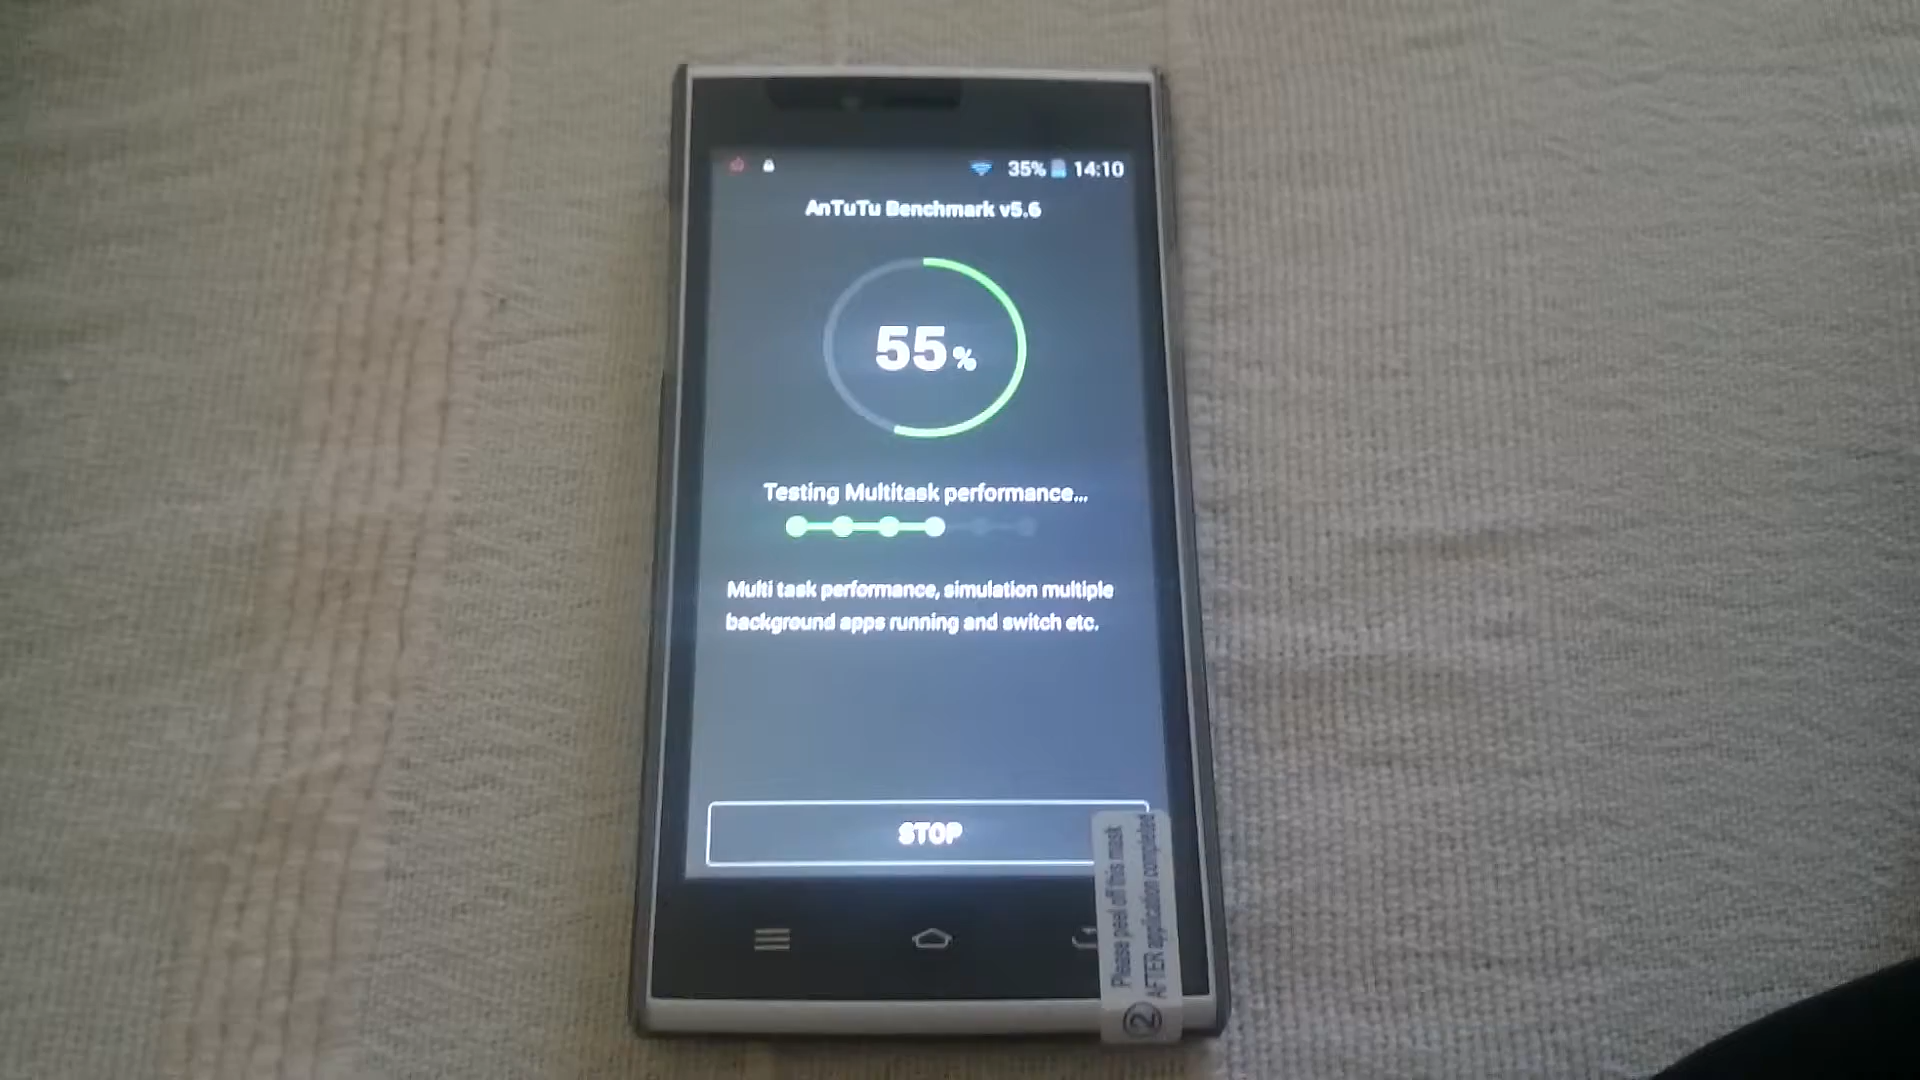 35% 14:10
AnTuTu Benchmark v5.6
55%
Testing Multitask performance...
Multi task performance, simulation multiple
background apps running and switch etc.
STOP
② Please peel off this mask
AFTER application completed